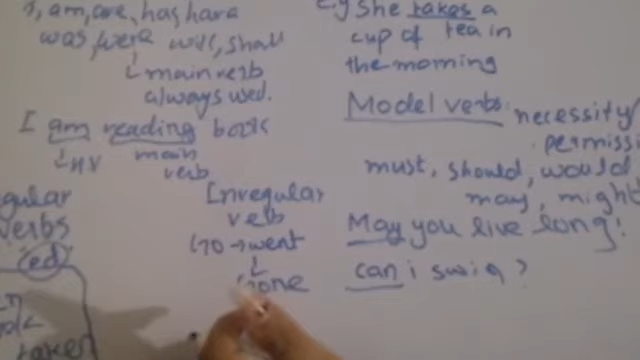 is, am, are, has, have
was, were will, shall
main verb
always used.
I am reading book
HV main
verb
gular
verbs
(ed)
taken
Irregular
verb
Go → went
Gone
e.g She takes a
cup of tea in
the morning
Model verbs: necessity
permissi
must, should, would
may, might
May you live long!
can i swig?